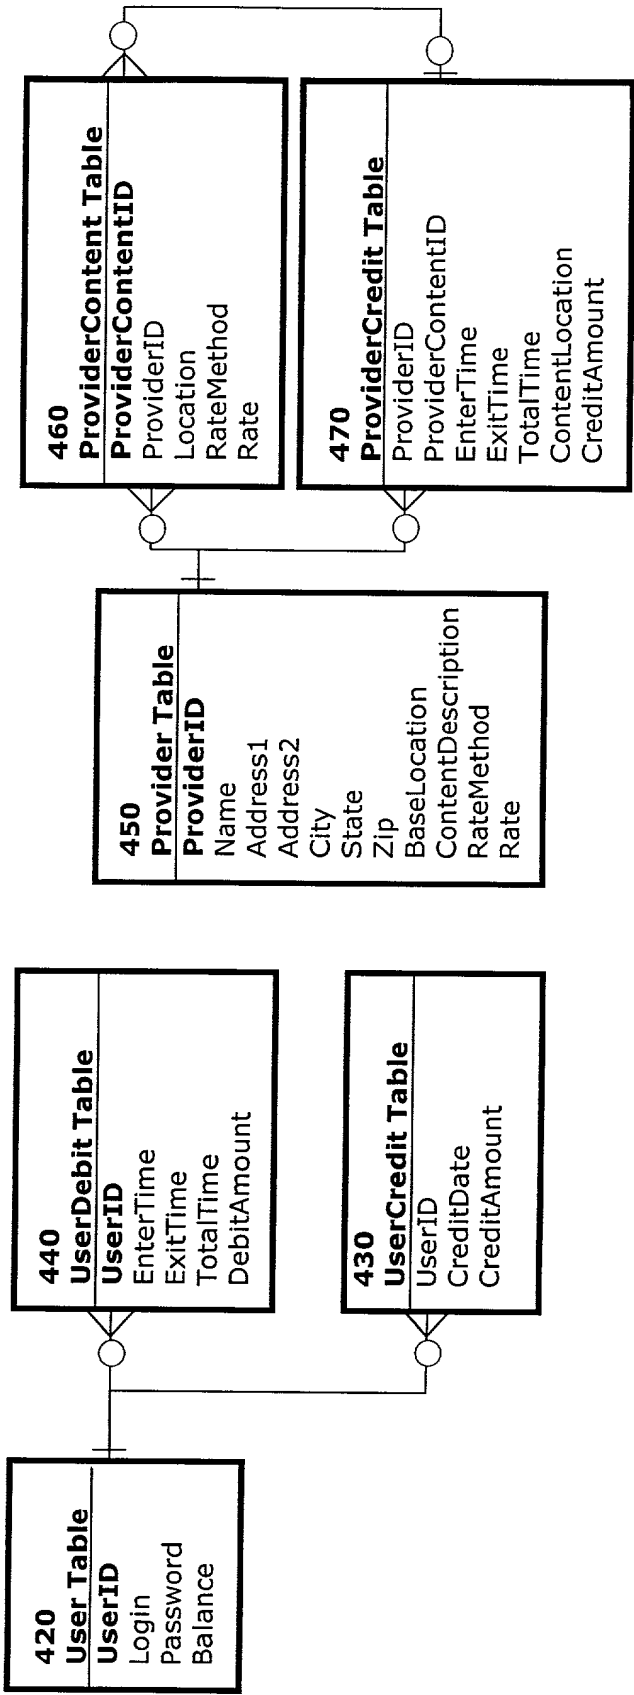 420
User Table
UserID
Login
Password
Balance
440
UserDebit Table
UserID
EnterTime
ExitTime
TotalTime
DebitAmount
430
UserCredit Table
UserID
CreditDate
CreditAmount
450
Provider Table
ProviderID
Name
Address1
Address2
City
State
Zip
BaseLocation
ContentDescription
RateMethod
Rate
460
ProviderContent Table
ProviderContentID
ProviderID
Location
RateMethod
Rate
470
ProviderCredit Table
ProviderID
ProviderContentID
EnterTime
ExitTime
TotalTime
ContentLocation
CreditAmount